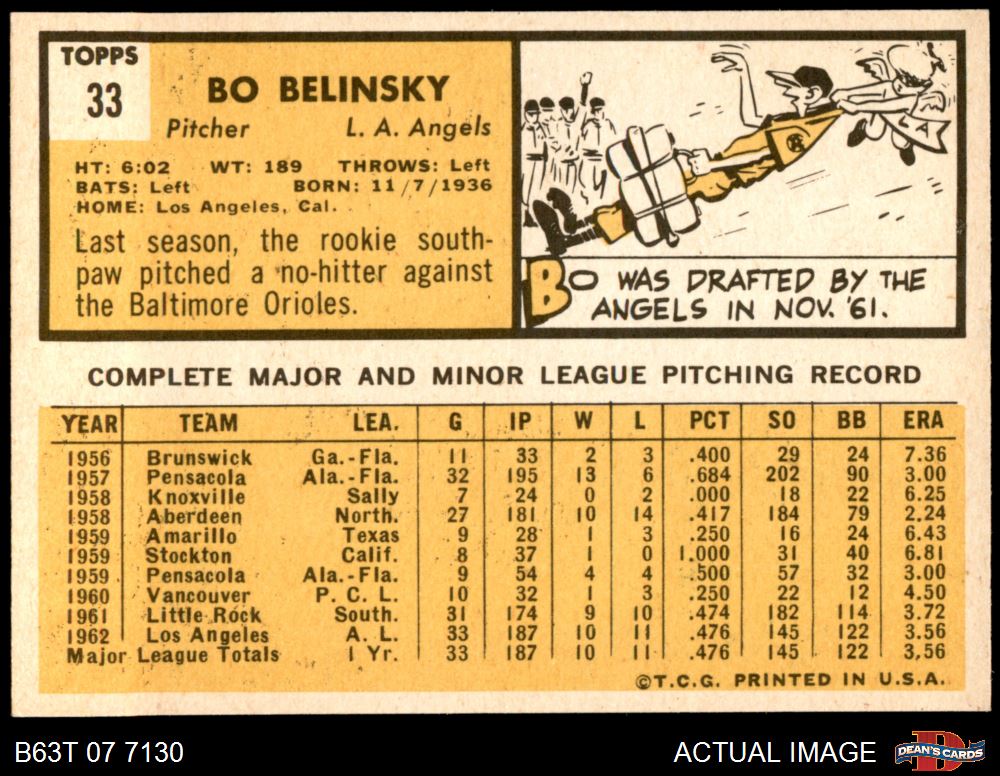 TOPPS
33
BO BELINSKY
Pitcher L. A. Angels
HT: 6:02 WT: 189 THROWS: Left
BATS: Left BORN: 11/7/1936
HOME: Los Angeles, Cal.
Last season, the rookie south-
paw pitched a no-hitter against
the Baltimore Orioles.
L A
BO WAS DRAFTED BY THE
ANGELS IN NOV. '61.
COMPLETE MAJOR AND MINOR LEAGUE PITCHING RECORD
YEAR TEAM LEA. G IP W L PCT SO BB ERA
1956 Brunswick Ga.-Fla. 11 33 2 3 .400 29 24 7.36
1957 Pensacola Ala.-Fla. 32 195 13 6 .684 202 90 3.00
1958 Knoxville Sally 7 24 0 2 .000 18 22 6.25
1958 Aberdeen North. 27 181 10 14 .417 184 79 2.24
1959 Amarillo Texas 9 28 1 3 .250 16 24 6.43
1959 Stockton Calif. 8 37 1 0 1.000 31 40 6.81
1959 Pensacola Ala.-Fla. 9 54 4 4 .500 57 32 3.00
1960 Vancouver P. C. L. 10 32 1 3 .250 22 12 4.50
1961 Little Rock South. 31 174 9 10 .474 182 114 3.72
1962 Los Angeles A. L. 33 187 10 11 .476 145 122 3.56
Major League Totals 1 Yr. 33 187 10 11 .476 145 122 3.56
©T.C.G. PRINTED IN U.S.A.
B63T 07 7130 ACTUAL IMAGE DEAN'S CARDS